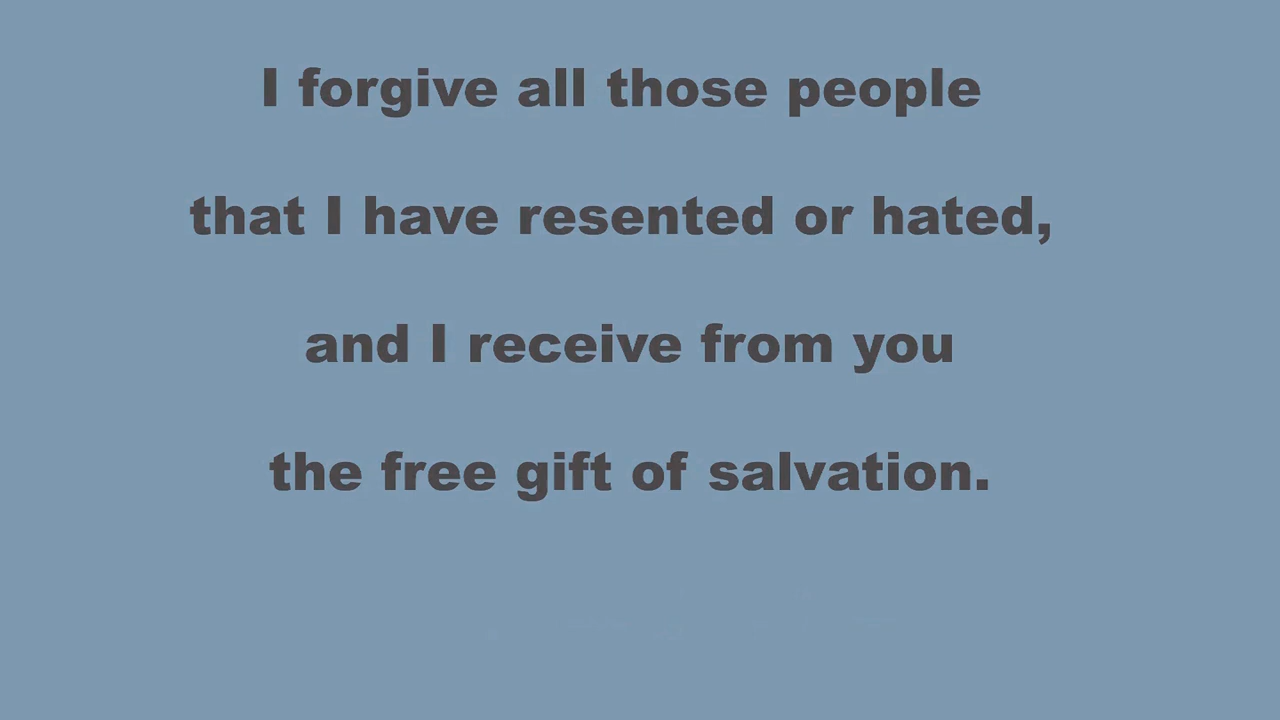 I forgive all those people
that I have resented or hated,
and I receive from you
the free gift of salvation.